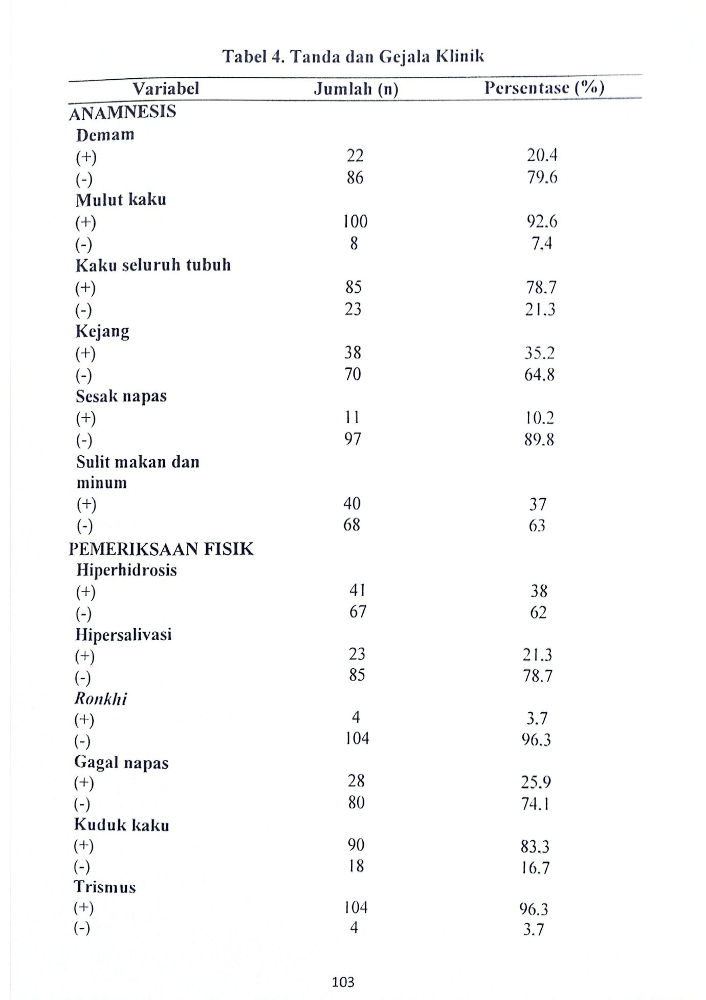 Tabel 4. Tanda dan Gejala Klinik
Variabel Jumlah (n) Persentase (%)
ANAMNESIS
Demam
(+) 22 20.4
(-) 86 79.6
Mulut kaku
(+) 100 92.6
(-) 8 7.4
Kaku seluruh tubuh
(+) 85 78.7
(-) 23 21.3
Kejang
(+) 38 35.2
(-) 70 64.8
Sesak napas
(+) 11 10.2
(-) 97 89.8
Sulit makan dan
minum
(+) 40 37
(-) 68 63
PEMERIKSAAN FISIK
Hiperhidrosis
(+) 41 38
(-) 67 62
Hipersalivasi
(+) 23 21.3
(-) 85 78.7
Ronkhi
(+) 4 3.7
(-) 104 96.3
Gagal napas
(+) 28 25.9
(-) 80 74.1
Kuduk kaku
(+) 90 83.3
(-) 18 16.7
Trismus
(+) 104 96.3
(-) 4 3.7
103